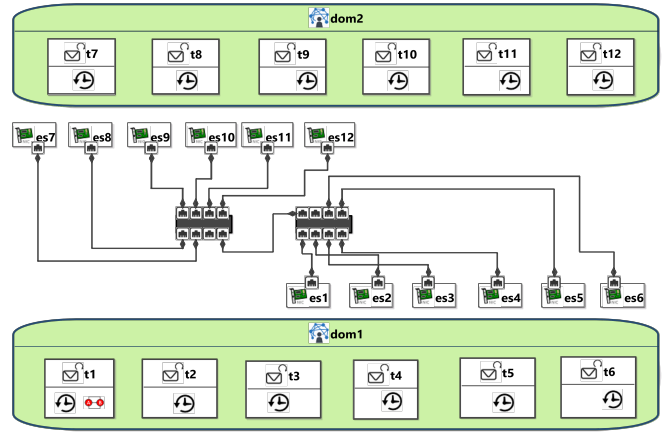 dom2
t7 t8 t9 t10 t11 t12
es7 es8 es9 es10 es11 es12
es1 es2 es3 es4 es5 es6
dom1
t1 t2 t3 t4 t5 t6